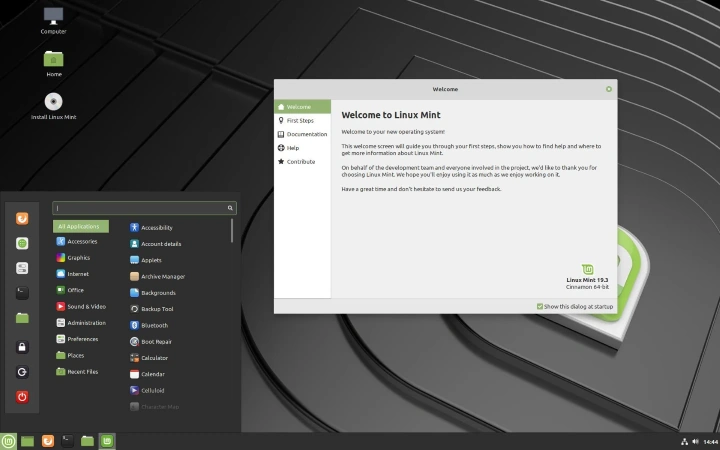 Computer
Home
Install Linux Mint
Welcome
Welcome
First Steps
Documentation
Help
Contribute
Welcome to Linux Mint
Welcome to your new operating system!
This welcome screen will guide you through your first steps, show you how to find help and where to
get more information about Linux Mint.
On behalf of the development team and everyone involved in the project, we'd like to thank you for
choosing Linux Mint. We hope you'll enjoy using it as much as we enjoy working on it.
Have a great time and don't hesitate to send us your feedback.
Linux Mint 19.3
Cinnamon 64-bit
Show this dialog at startup
All Applications
Accessories
Graphics
Internet
Office
Sound & Video
Administration
Preferences
Places
Recent Files
Accessibility
Account details
Applets
Archive Manager
Backgrounds
Backup Tool
Bluetooth
Boot Repair
Calculator
Calendar
Celluloid
Character Map
14:44